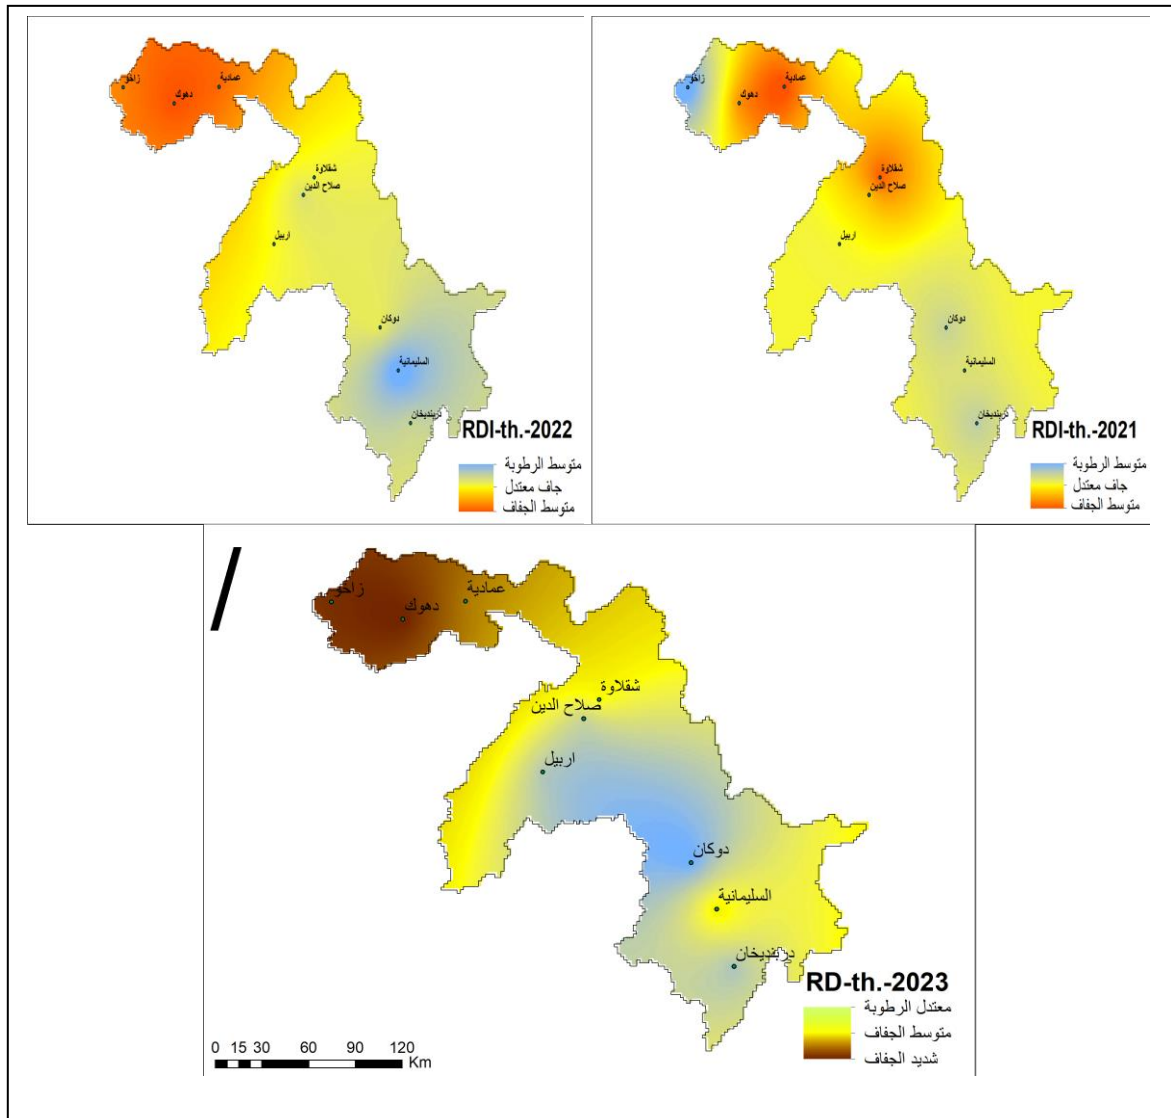 زاخو
عمادية
دهوك
شقلاوة
صلاح الدين
اربيل
دوكان
السليمانية
دربنديخان
RDI-th.-2022
متوسط الرطوبة
جاف معتدل
متوسط الجفاف
زاخو
عمادية
دهوك
شقلاوة
صلاح الدين
اربيل
دوكان
السليمانية
دربنديخان
RDI-th.-2021
متوسط الرطوبة
جاف معتدل
متوسط الجفاف
/
زاخو
عمادية
دهوك
شقلاوة
صلاح الدين
اربيل
دوكان
السليمانية
دربنديخان
RD-th.-2023
معتدل الرطوبة
متوسط الجفاف
شديد الجفاف
0 15 30 60 90 120
Km